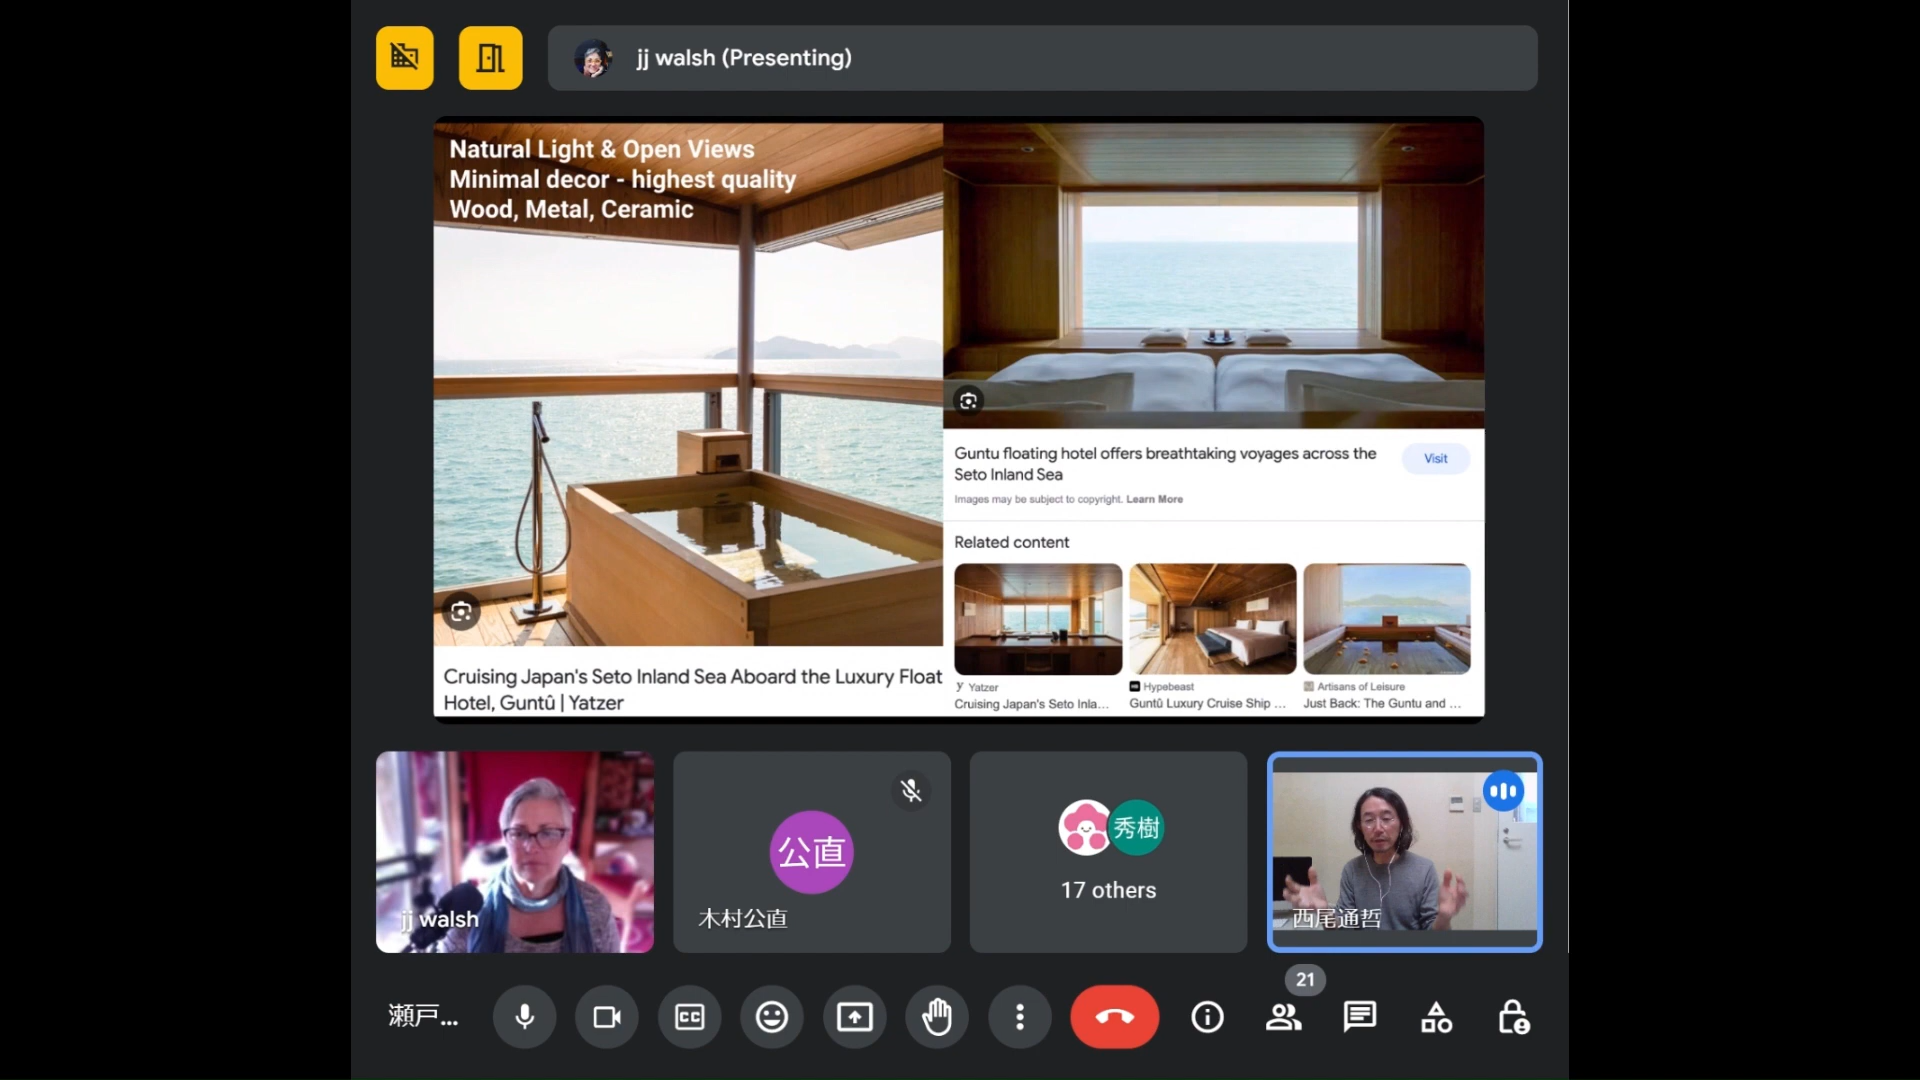 jj walsh (Presenting)
Natural Light & Open Views
Minimal decor - highest quality
Wood, Metal, Ceramic
Cruising Japan's Seto Inland Sea Aboard the Luxury Float
Hotel, Guntû | Yatzer
Guntu floating hotel offers breathtaking voyages across the
Seto Inland Sea
Visit
Images may be subject to copyright. Learn More
Related content
Yatzer
Cruising Japan's Seto Inla...
Hypebeast
Guntû Luxury Cruise Ship ...
Artisans of Leisure
Just Back: The Guntu and ...
jj walsh
公直
木村公直
秀樹
17 others
西尾通哲
21
瀬戸...
CC